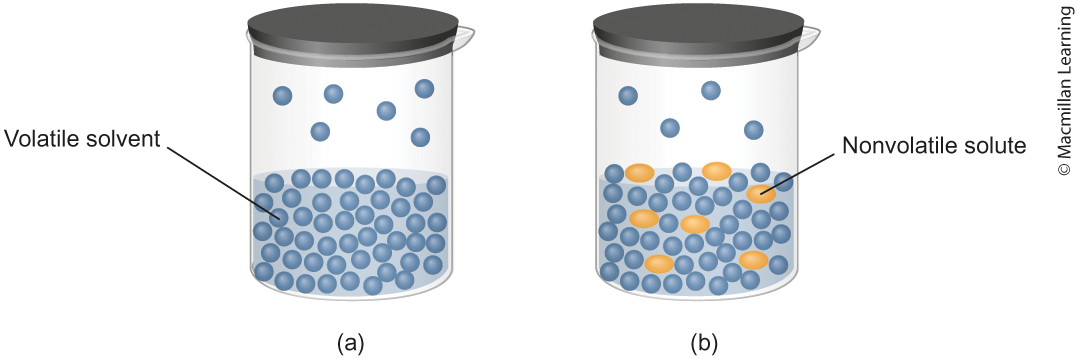 Volatile solvent
Nonvolatile solute
(a)
(b)
© Macmillan Learning